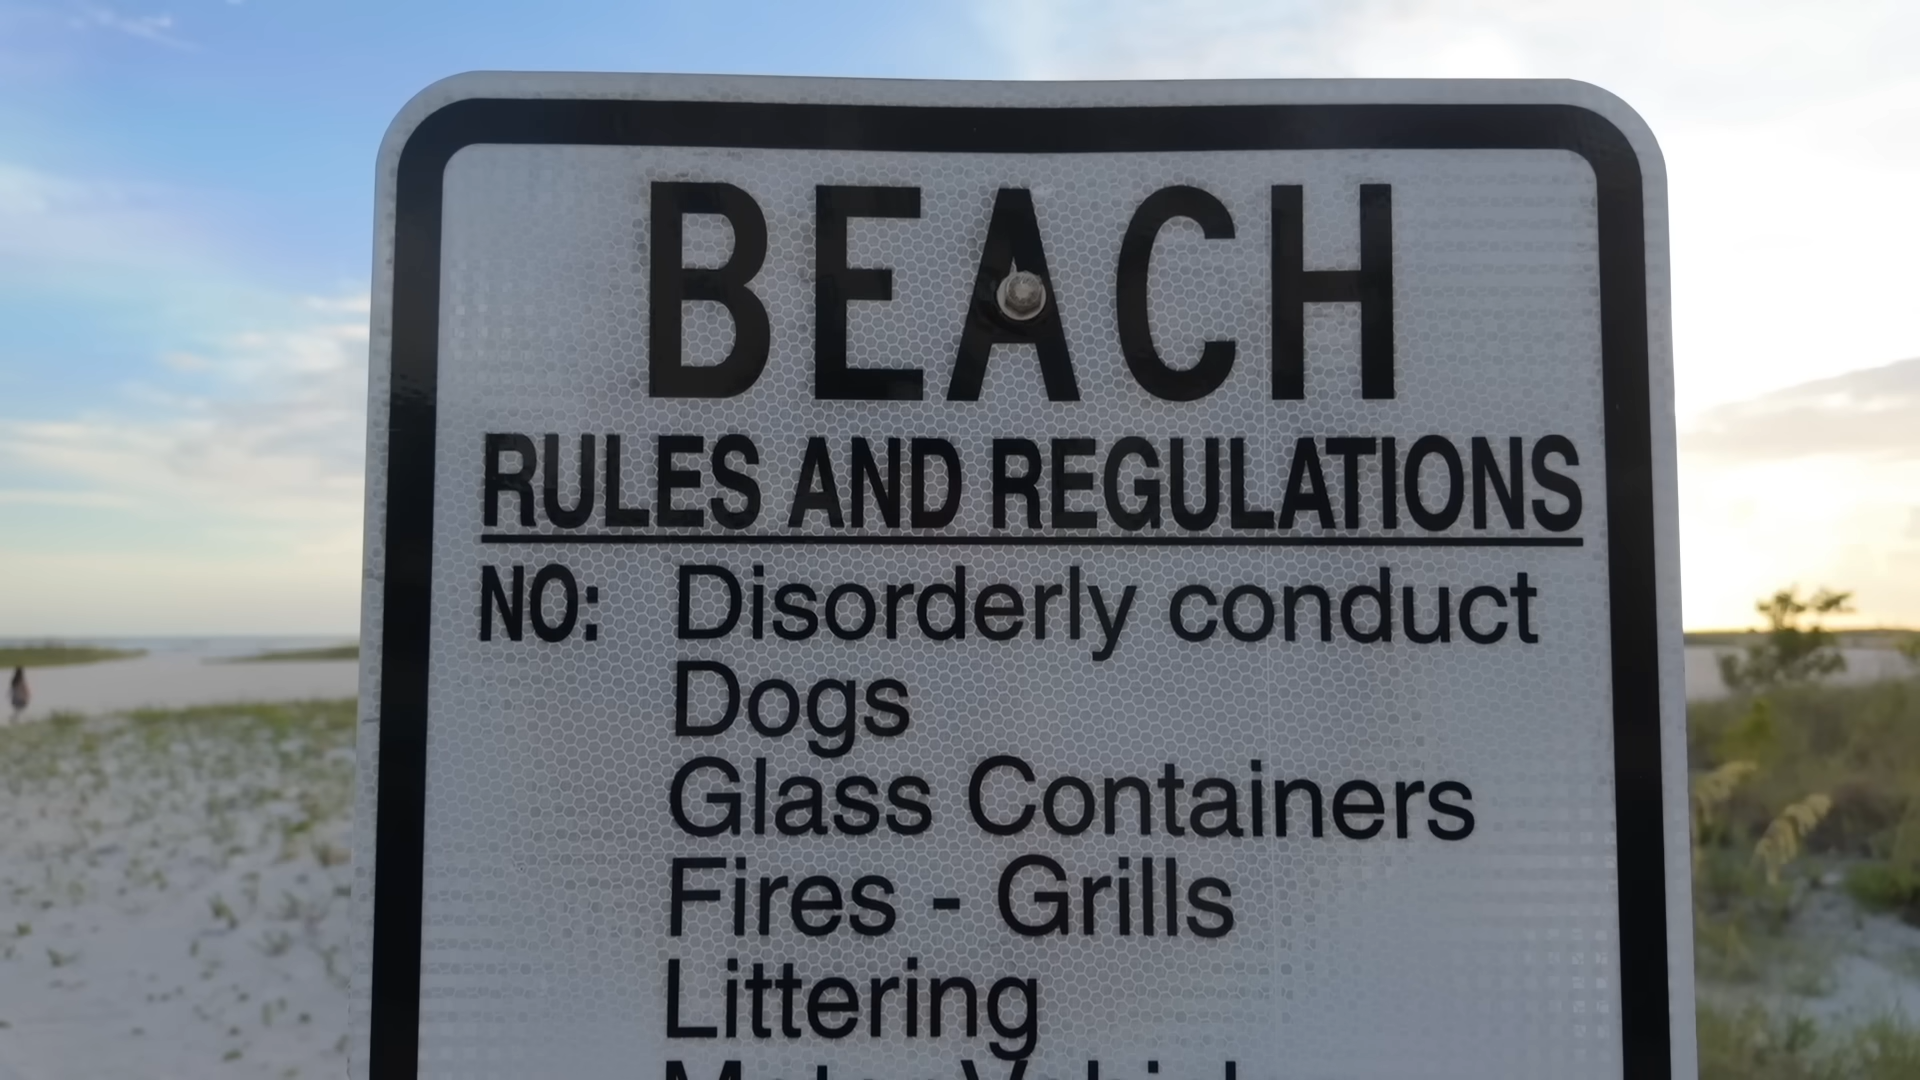 BEACH
RULES AND REGULATIONS
NO: Disorderly conduct
Dogs
Glass Containers
Fires - Grills
Littering